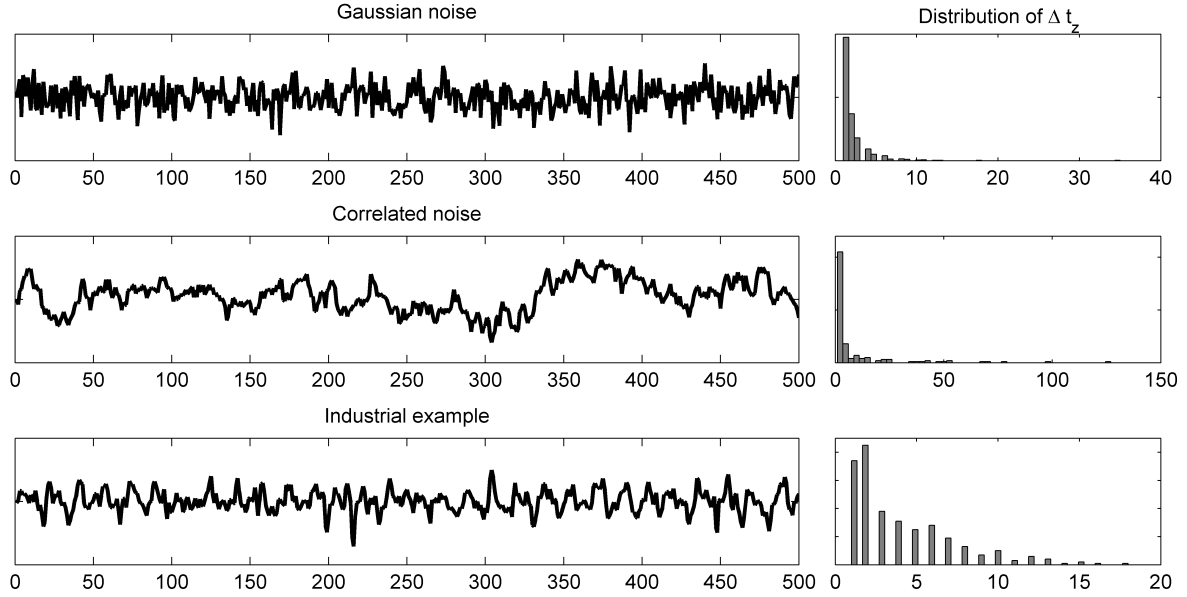 Gaussian noise
Distribution of Δ t_z
0 50 100 150 200 250 300 350 400 450 500
0 10 20 30 40
Correlated noise
0 50 100 150 200 250 300 350 400 450 500
0 50 100 150
Industrial example
0 50 100 150 200 250 300 350 400 450 500
0 5 10 15 20